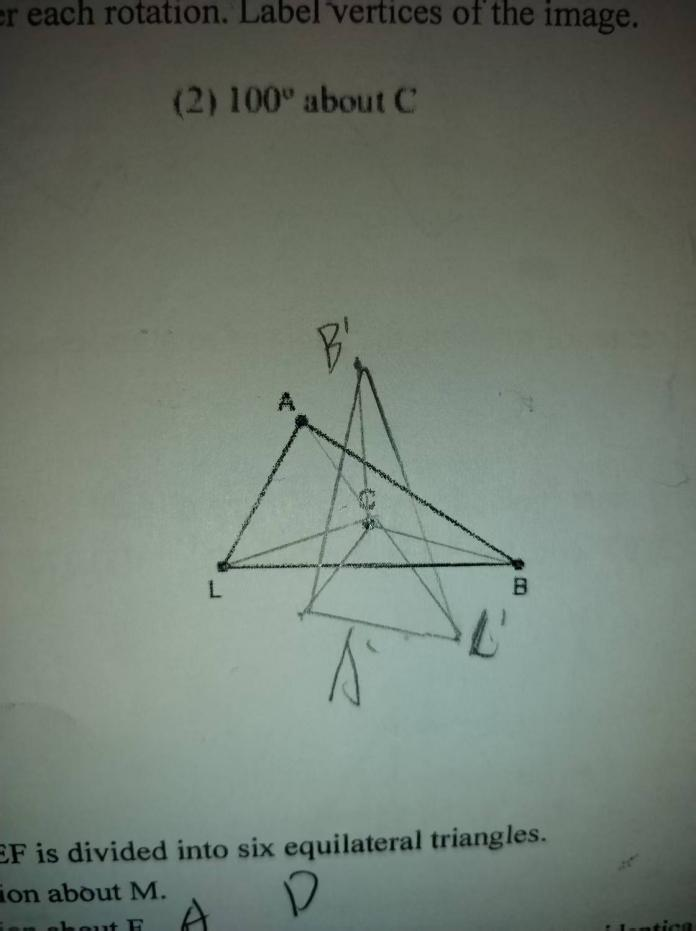 er each rotation. Label vertices of the image.
(2) 100° about C
B'
A
C
L
B
A'
L'
EF is divided into six equilateral triangles.
ion about M.
D
A